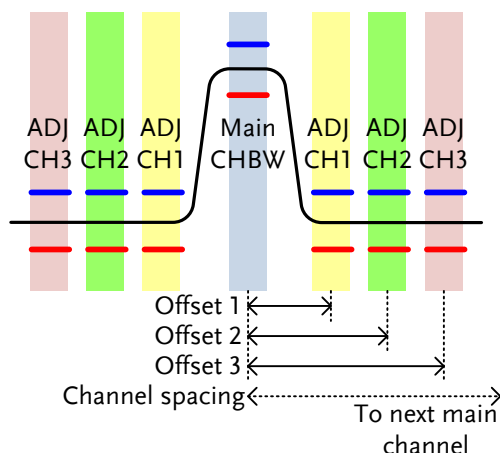 ADJ ADJ ADJ Main ADJ ADJ ADJ
CH3 CH2 CH1 CHBW CH1 CH2 CH3
Offset 1
Offset 2
Offset 3
Channel spacing
To next main
channel